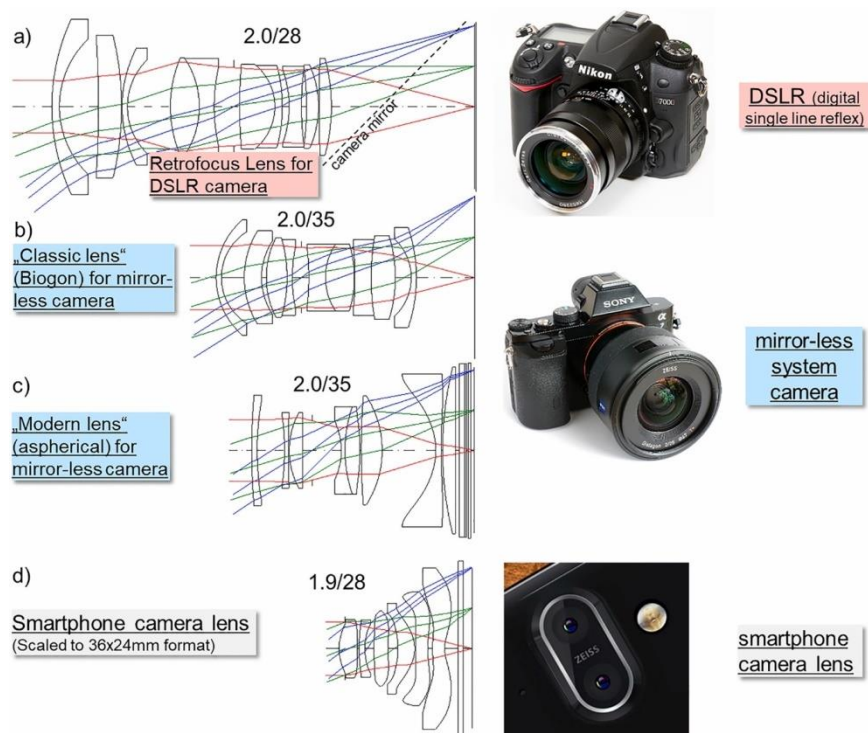 a)
2.0/28
Nikon
D7000
DSLR (digital
single line reflex)
camera mirror
Retrofocus Lens for
DSLR camera
b)
2.0/35
„Classic lens“
(Biogon) for mirror-
less camera
SONY
α
ZEISS
mirror-less
system
camera
c)
2.0/35
„Modern lens“
(aspherical) for
mirror-less camera
d)
1.9/28
Smartphone camera lens
(Scaled to 36x24mm format)
ZEISS
smartphone
camera lens